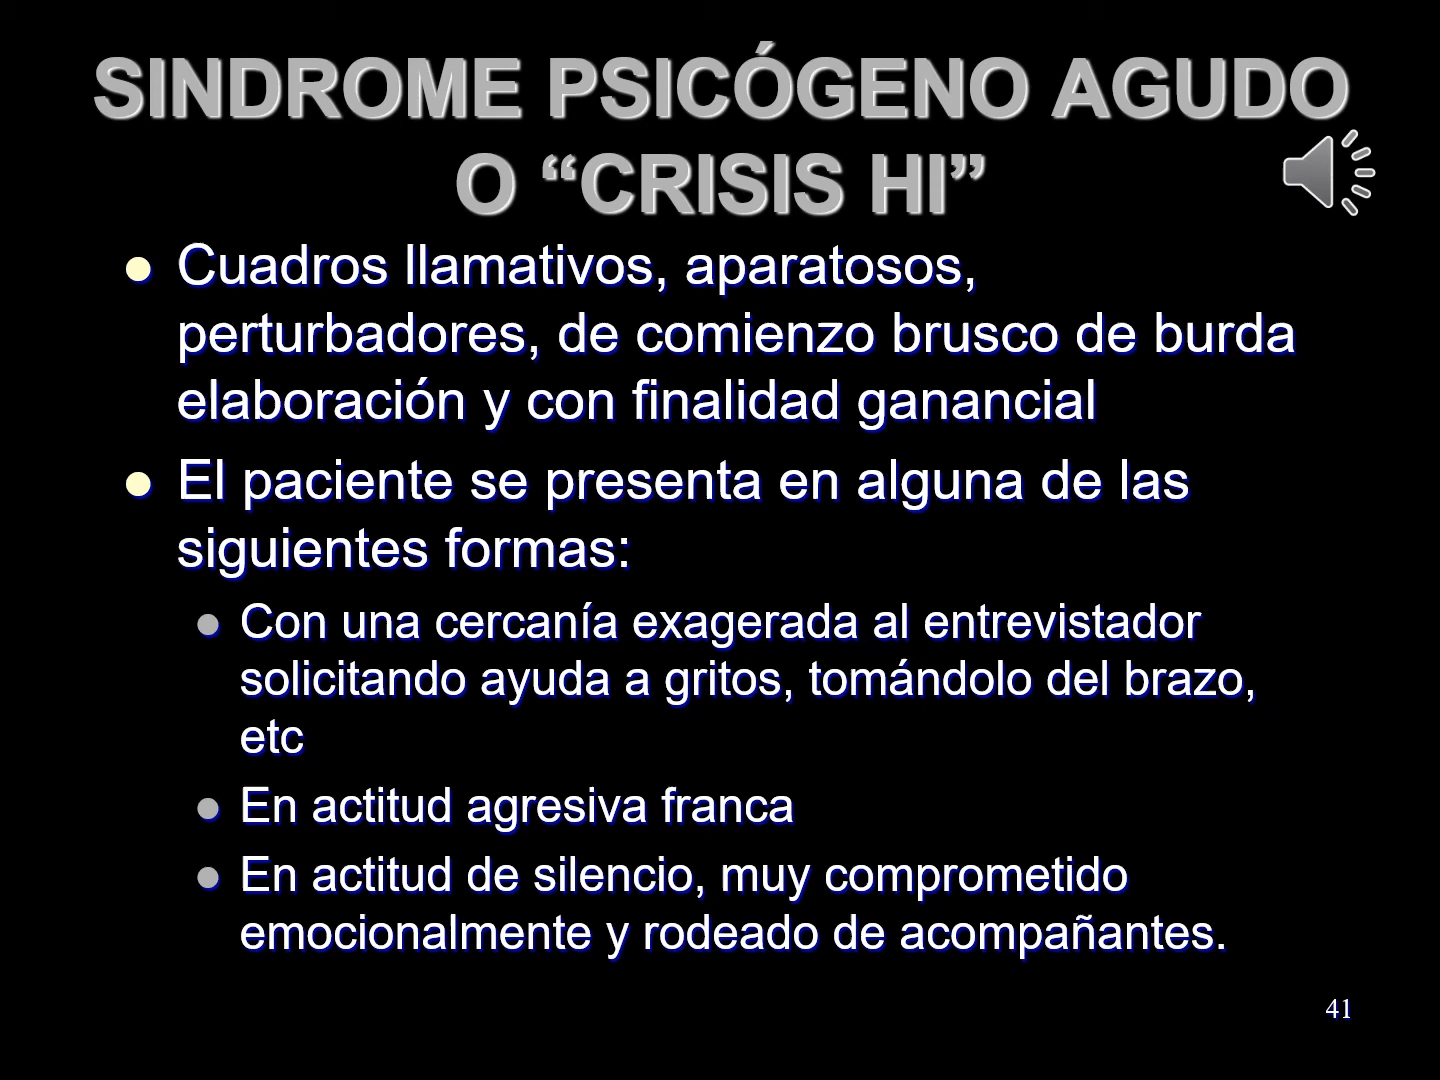 SINDROME PSICÓGENO AGUDO
O “CRISIS HI”
Cuadros llamativos, aparatosos,
perturbadores, de comienzo brusco de burda
elaboración y con finalidad ganancial
El paciente se presenta en alguna de las
siguientes formas:
Con una cercanía exagerada al entrevistador
solicitando ayuda a gritos, tomándolo del brazo,
etc
En actitud agresiva franca
En actitud de silencio, muy comprometido
emocionalmente y rodeado de acompañantes.
41